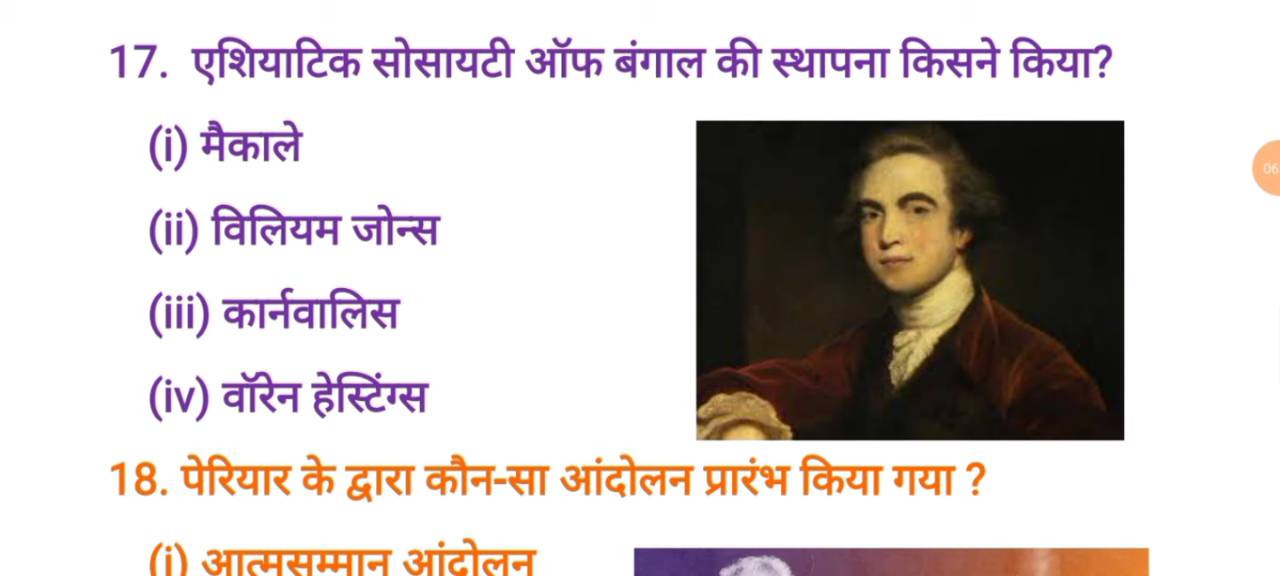 17. एशियाटिक सोसायटी ऑफ बंगाल की स्थापना किसने किया?
(i) मैकाले
(ii) विलियम जोन्स
(iii) कार्नवालिस
(iv) वॉरेन हेस्टिंग्स
18. पेरियार के द्वारा कौन-सा आंदोलन प्रारंभ किया गया ?
(i) आत्मसम्मान आंदोलन